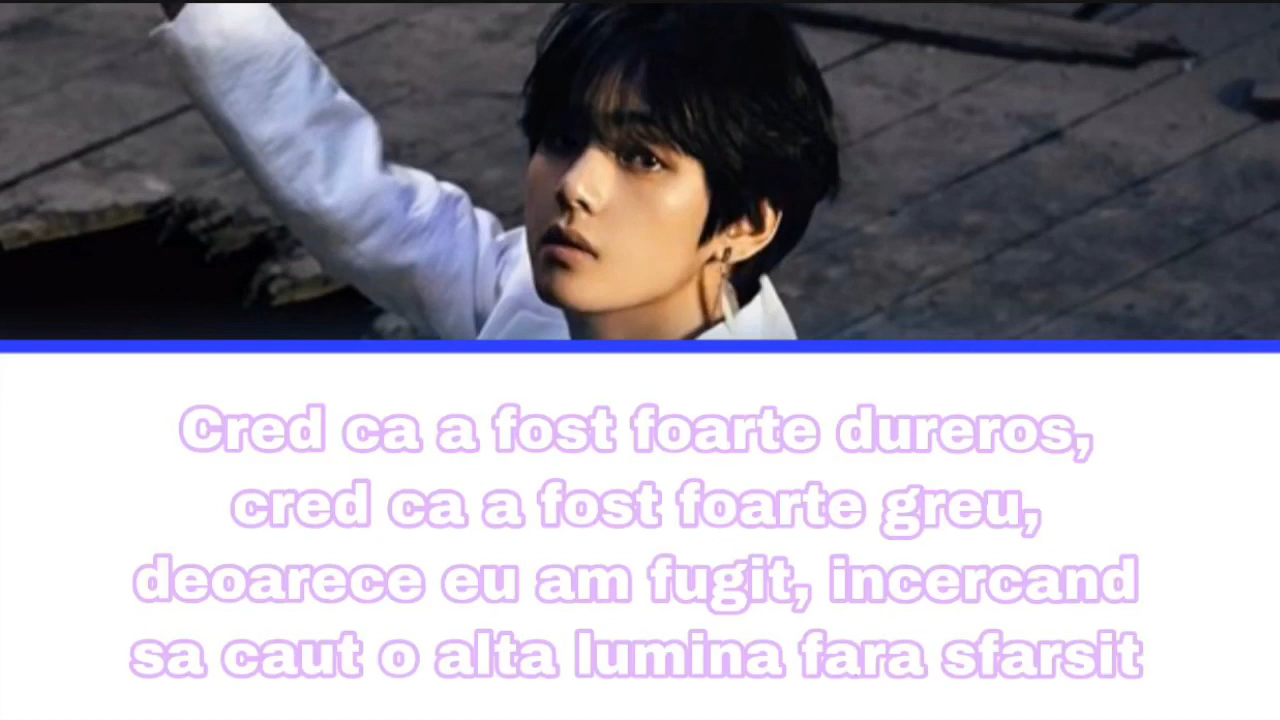 Cred ca a fost foarte dureros,
cred ca a fost foarte greu,
deoarece eu am fugit, incercand
sa caut o alta lumina fara sfarsit